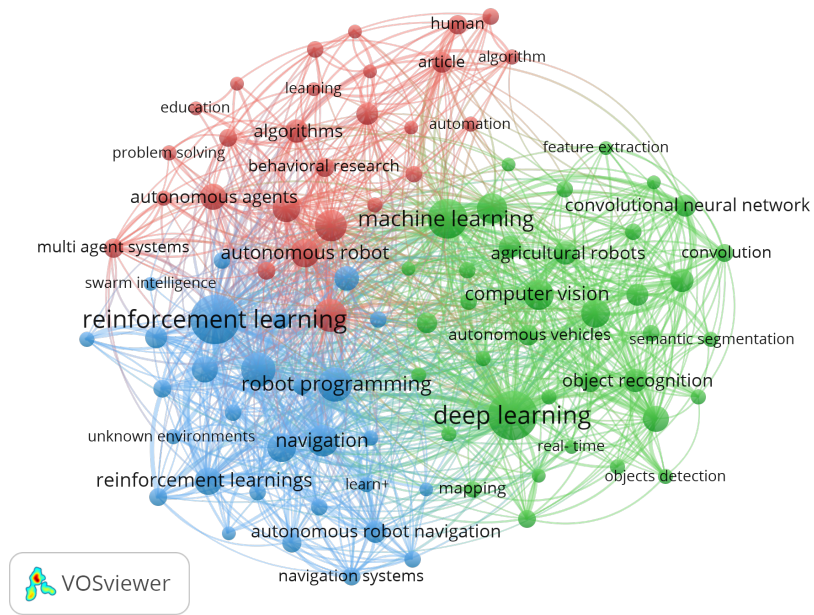 human
article
algorithm
learning
education
algorithms
automation
problem solving
feature extraction
behavioral research
autonomous agents
convolutional neural network
machine learning
multi agent systems
autonomous robot
agricultural robots
convolution
swarm intelligence
computer vision
reinforcement learning
autonomous vehicles
semantic segmentation
robot programming
object recognition
deep learning
unknown environments
navigation
real- time
reinforcement learnings
learn+
mapping
objects detection
autonomous robot navigation
navigation systems
VOSviewer